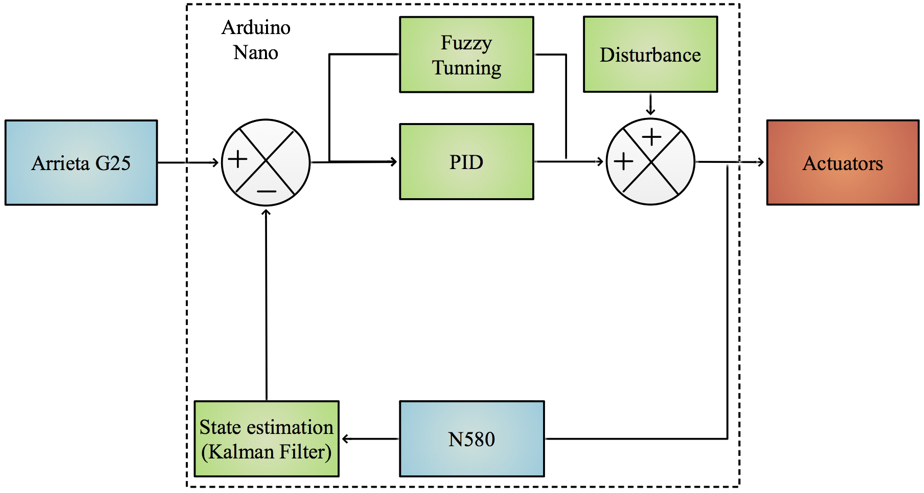 Arduino
Nano
Fuzzy
Tunning
Disturbance
Arrieta G25
+
−
PID
+
+
Actuators
State estimation
(Kalman Filter)
N580